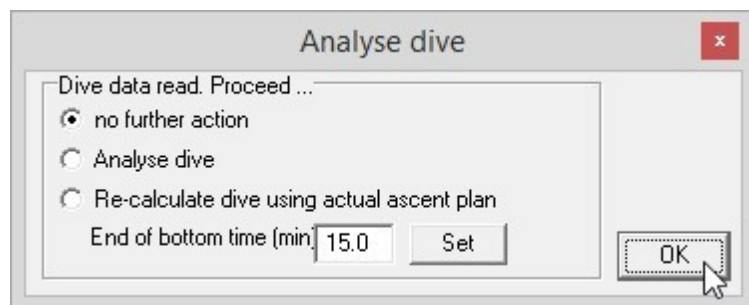 Analyse dive
x
Dive data read. Proceed ...
no further action
Analyse dive
Re-calculate dive using actual ascent plan
End of bottom time (min) 15.0 Set
OK